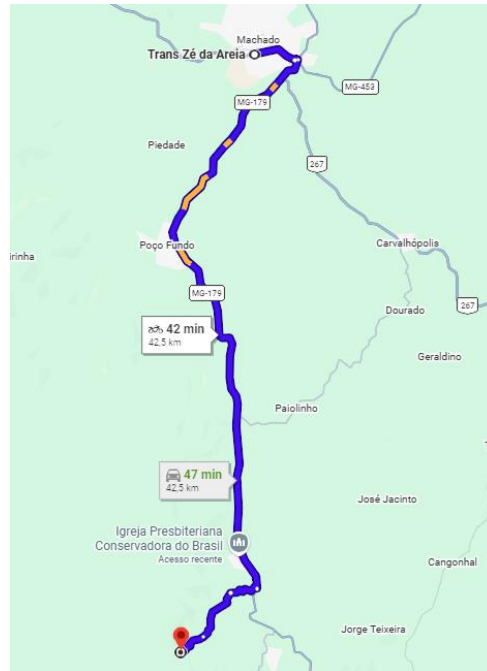 Machado
Trans Zé da Areia
MG-179
MG-453
Piedade
267
Poço Fundo
Carvalhópolis
irinha
MG-179
267
Dourado
42 min
42,5 km
Geraldino
Paiolinho
47 min
42,5 km
José Jacinto
Igreja Presbiteriana
Conservadora do Brasil
Acesso recente
Cangonhal
Jorge Teixeira